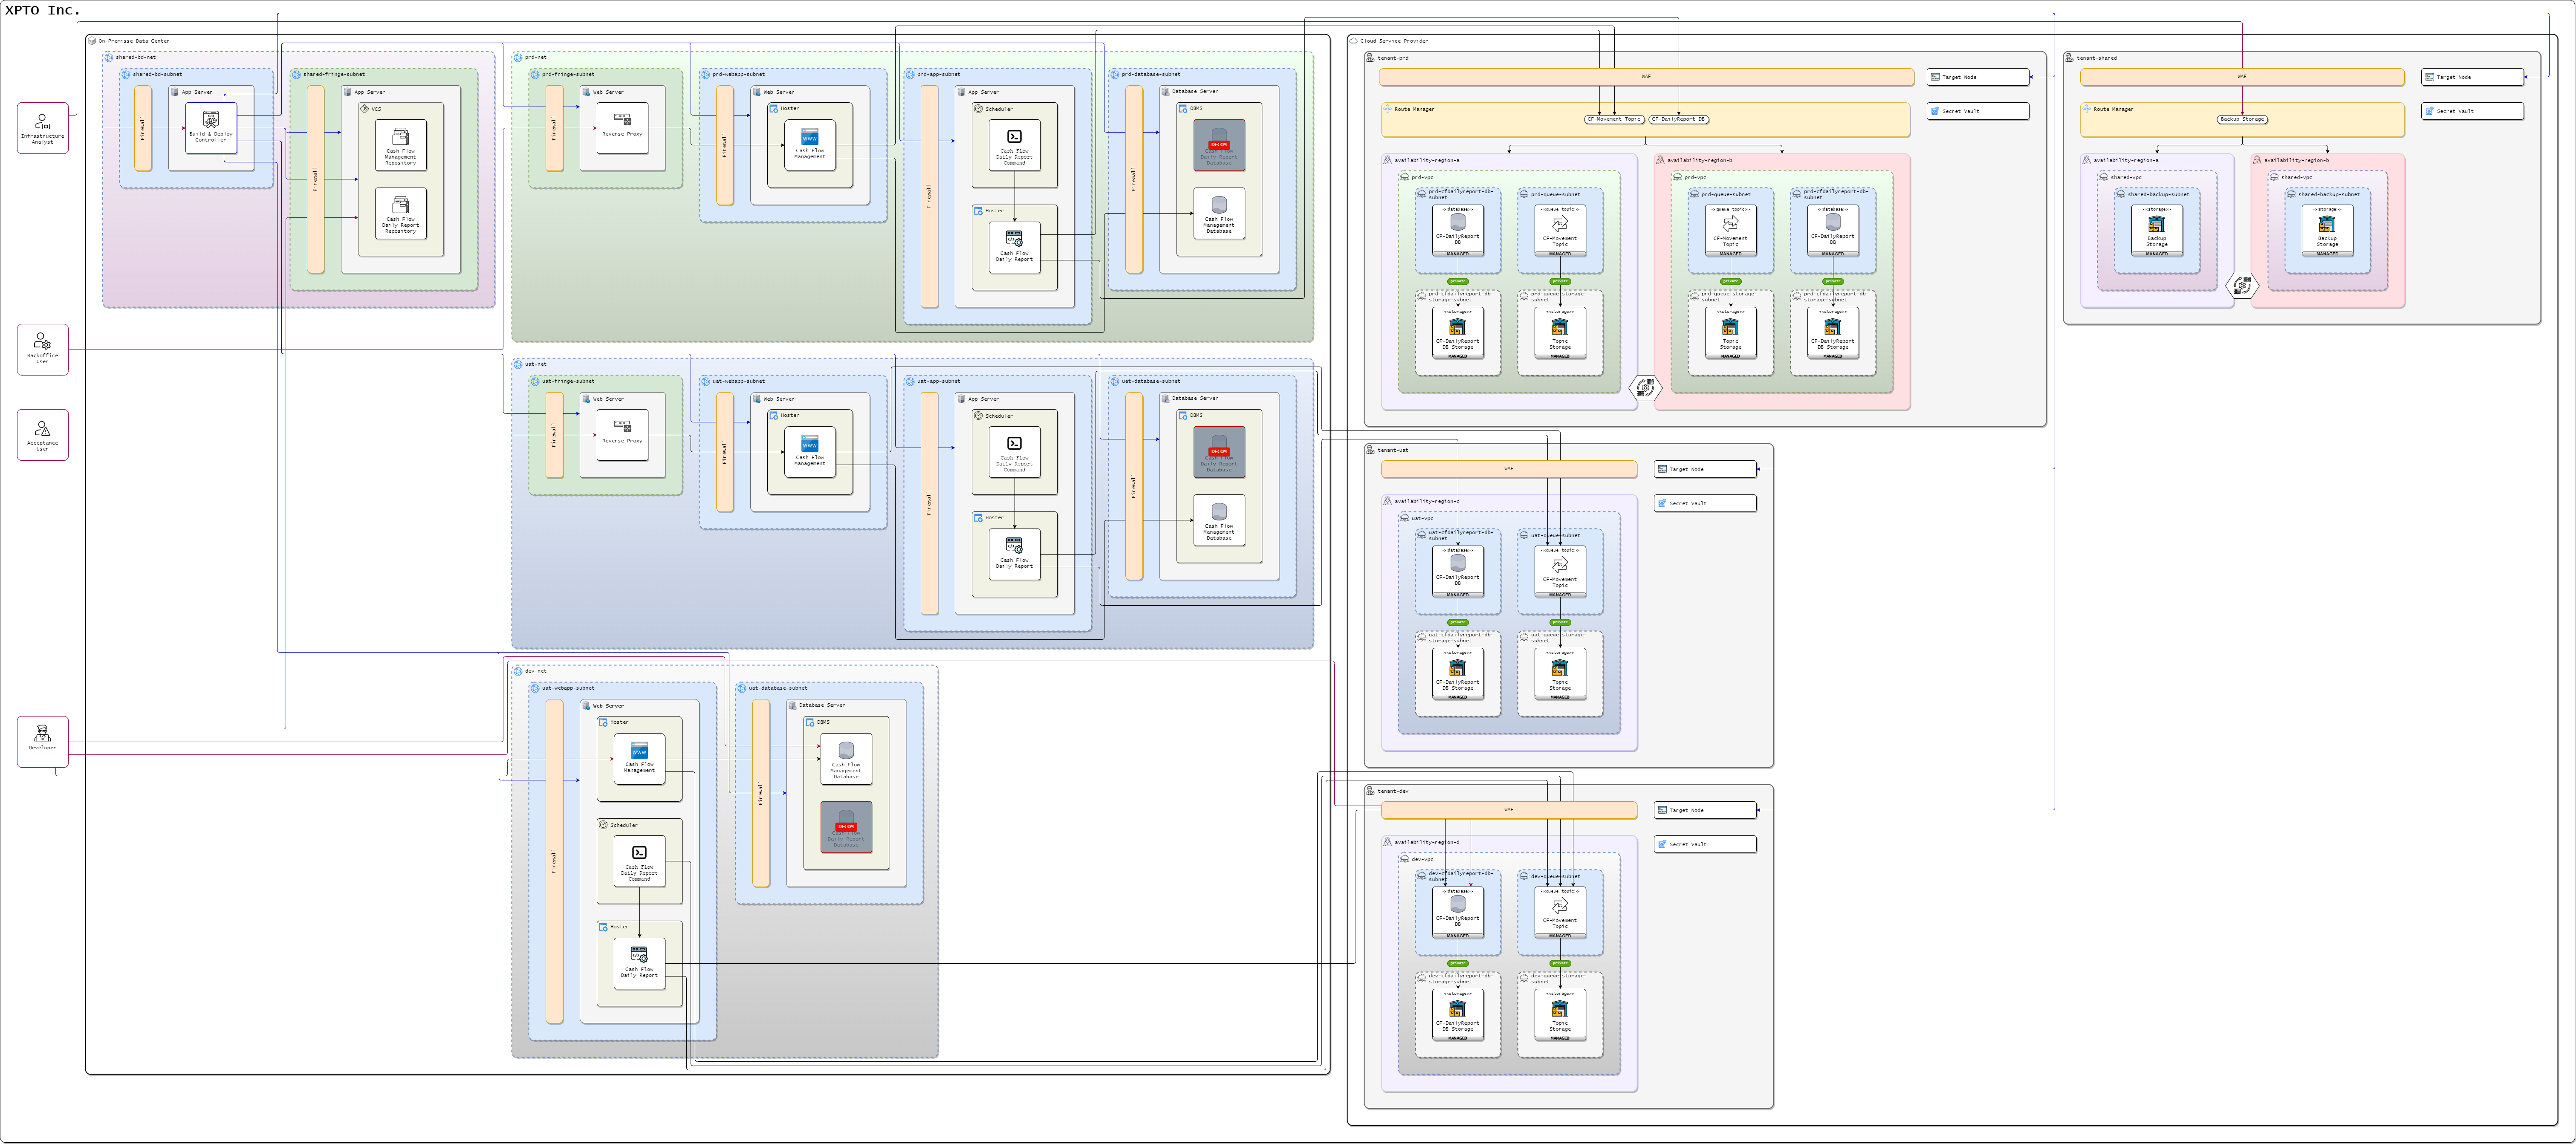 XPTO Inc.
On-Premisse Data Center
shared-bd-net
shared-bd-subnet
Firewall
App Server
Build & Deploy
Controller
shared-fringe-subnet
Firewall
App Server
VCS
Cash Flow
Management
Repository
Cash Flow
Daily Report
Repository
Infrastructure
Analyst
Backoffice
User
Acceptance
User
Developer
prd-net
prd-fringe-subnet
Firewall
Web Server
Reverse Proxy
prd-webapp-subnet
Firewall
Web Server
Hoster
Cash Flow
Management
prd-app-subnet
Firewall
App Server
Scheduler
Cash Flow
Daily Report
Command
Hoster
Cash Flow
Daily Report
prd-database-subnet
Firewall
Database Server
DBMS
DECOM
Cash Flow
Daily Report
Database
Cash Flow
Management
Database
uat-net
uat-fringe-subnet
Firewall
Web Server
Reverse Proxy
uat-webapp-subnet
Firewall
Web Server
Hoster
Cash Flow
Management
uat-app-subnet
Firewall
App Server
Scheduler
Cash Flow
Daily Report
Command
Hoster
Cash Flow
Daily Report
uat-database-subnet
Firewall
Database Server
DBMS
DECOM
Cash Flow
Daily Report
Database
Cash Flow
Management
Database
dev-net
uat-webapp-subnet
Firewall
Web Server
Hoster
Cash Flow
Management
Scheduler
Cash Flow
Daily Report
Command
Hoster
Cash Flow
Daily Report
uat-database-subnet
Firewall
Database Server
DBMS
Cash Flow
Management
Database
DECOM
Cash Flow
Daily Report
Database
Cloud Service Provider
tenant-prd
WAF
Target Node
Route Manager
CF-Movement Topic
CF-DailyReport DB
Secret Vault
availability-region-a
prd-vpc
prd-cfdailyreport-db-
subnet
<<database>>
CF-DailyReport
DB
MANAGED
prd-queue-subnet
<<queue-topic>>
CF-Movement
Topic
MANAGED
private
private
prd-cfdailyreport-db-
storage-subnet
<<storage>>
CF-DailyReport
DB Storage
MANAGED
prd-queue-storage-
subnet
<<storage>>
Topic
Storage
MANAGED
availability-region-b
prd-vpc
prd-queue-subnet
<<queue-topic>>
CF-Movement
Topic
MANAGED
prd-cfdailyreport-db-
subnet
<<database>>
CF-DailyReport
DB
MANAGED
private
private
prd-queue-storage-
subnet
<<storage>>
Topic
Storage
MANAGED
prd-cfdailyreport-db-
storage-subnet
<<storage>>
CF-DailyReport
DB Storage
MANAGED
tenant-shared
WAF
Target Node
Route Manager
Backup Storage
Secret Vault
availability-region-a
shared-vpc
shared-backup-subnet
<<storage>>
Backup
Storage
MANAGED
availability-region-b
shared-vpc
shared-backup-subnet
<<storage>>
Backup
Storage
MANAGED
tenant-uat
WAF
Target Node
Secret Vault
availability-region-c
uat-vpc
uat-cfdailyreport-db-
subnet
<<database>>
CF-DailyReport
DB
MANAGED
uat-queue-subnet
<<queue-topic>>
CF-Movement
Topic
MANAGED
private
private
uat-cfdailyreport-db-
storage-subnet
<<storage>>
CF-DailyReport
DB Storage
MANAGED
uat-queue-storage-
subnet
<<storage>>
Topic
Storage
MANAGED
tenant-dev
WAF
Target Node
Secret Vault
availability-region-d
dev-vpc
dev-cfdailyreport-db-
subnet
<<database>>
CF-DailyReport
DB
MANAGED
dev-queue-subnet
<<queue-topic>>
CF-Movement
Topic
MANAGED
private
private
dev-cfdailyreport-db-
storage-subnet
<<storage>>
CF-DailyReport
DB Storage
MANAGED
dev-queue-storage-
subnet
<<storage>>
Topic
Storage
MANAGED